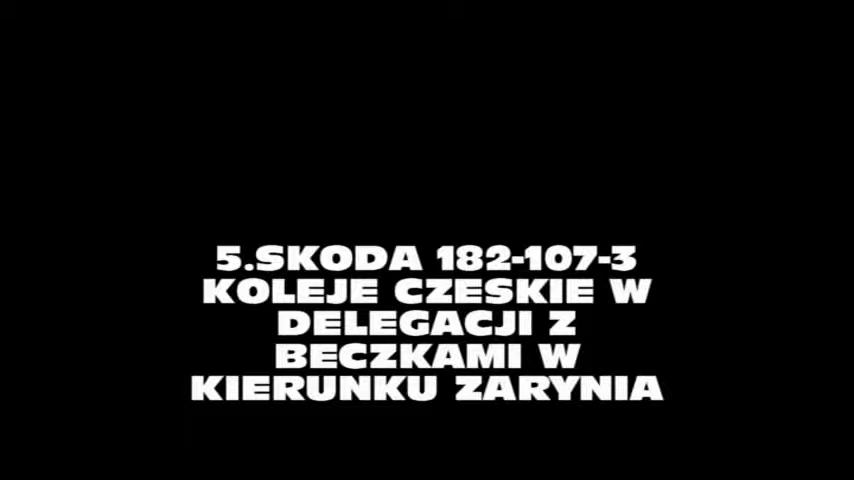 5.SKODA 182-107-3
KOLEJE CZESKIE W
DELEGACJI Z
BECZKAMI W
KIERUNKU ZARYNIA